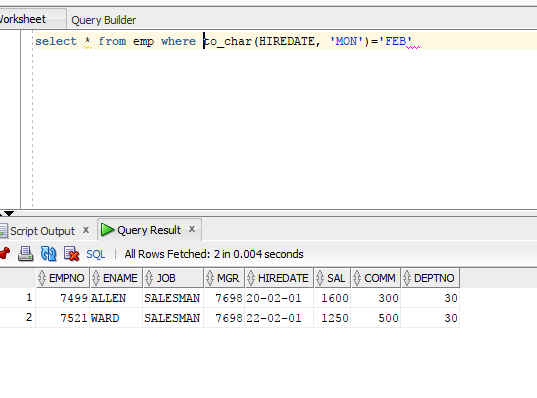 Worksheet Query Builder
select * from emp where to_char(HIREDATE, 'MON')='FEB'
Script Output x Query Result x
SQL | All Rows Fetched: 2 in 0.004 seconds
EMPNO ENAME JOB MGR HIREDATE SAL COMM DEPTNO
1 7499 ALLEN SALESMAN 7698 20-02-01 1600 300 30
2 7521 WARD SALESMAN 7698 22-02-01 1250 500 30